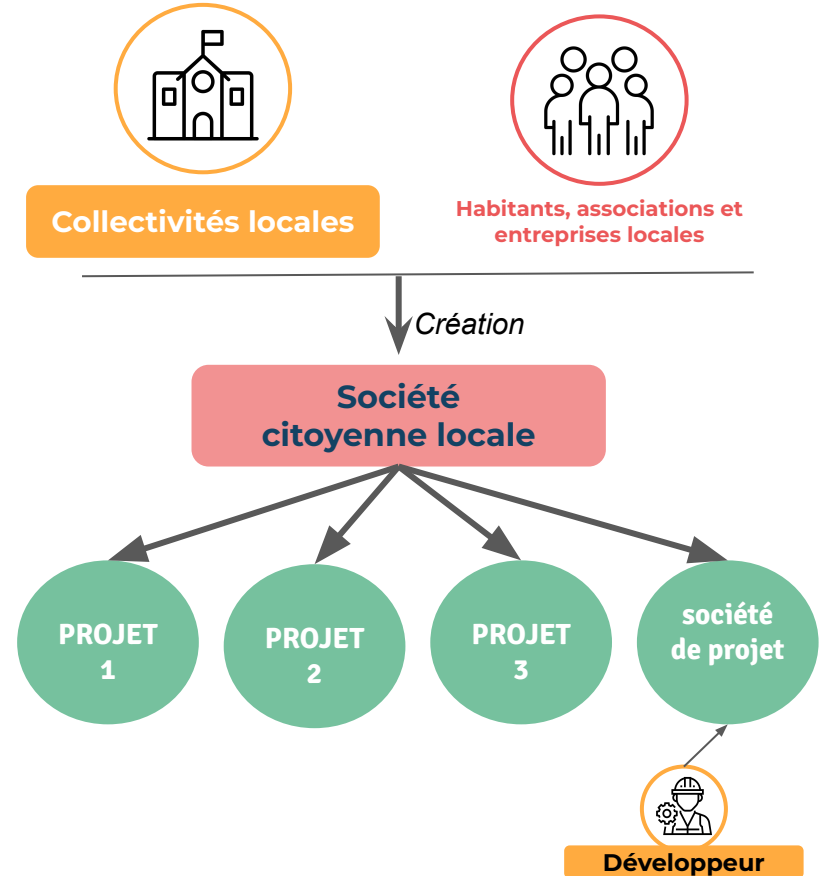 Collectivités locales
Habitants, associations et
entreprises locales
Création
Société
citoyenne locale
PROJET
1
PROJET
2
PROJET
3
société
de projet
Développeur